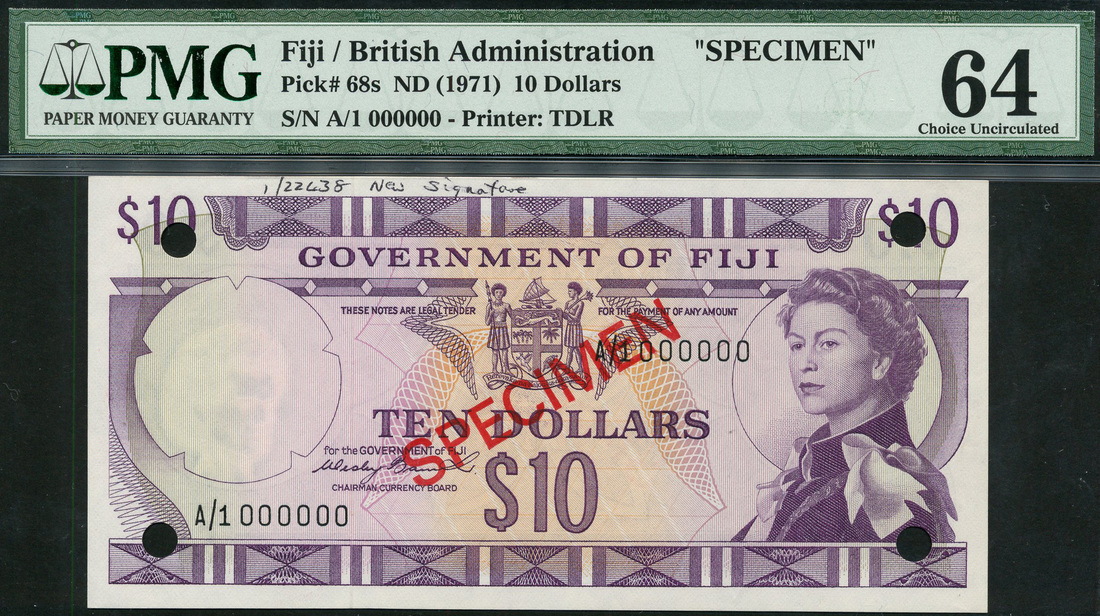 PMG
PAPER MONEY GUARANTY
Fiji / British Administration "SPECIMEN"
Pick# 68s ND (1971) 10 Dollars
S/N A/1 000000 - Printer: TDLR
64
Choice Uncirculated
1/22438 New Signature
$10 $10
GOVERNMENT OF FIJI
THESE NOTES ARE LEGAL TENDER FOR THE PAYMENT OF ANY AMOUNT
A/1 000000
SPECIMEN
TEN DOLLARS
for the GOVERNMENT of FIJI
CHAIRMAN, CURRENCY BOARD
$10
A/1 000000